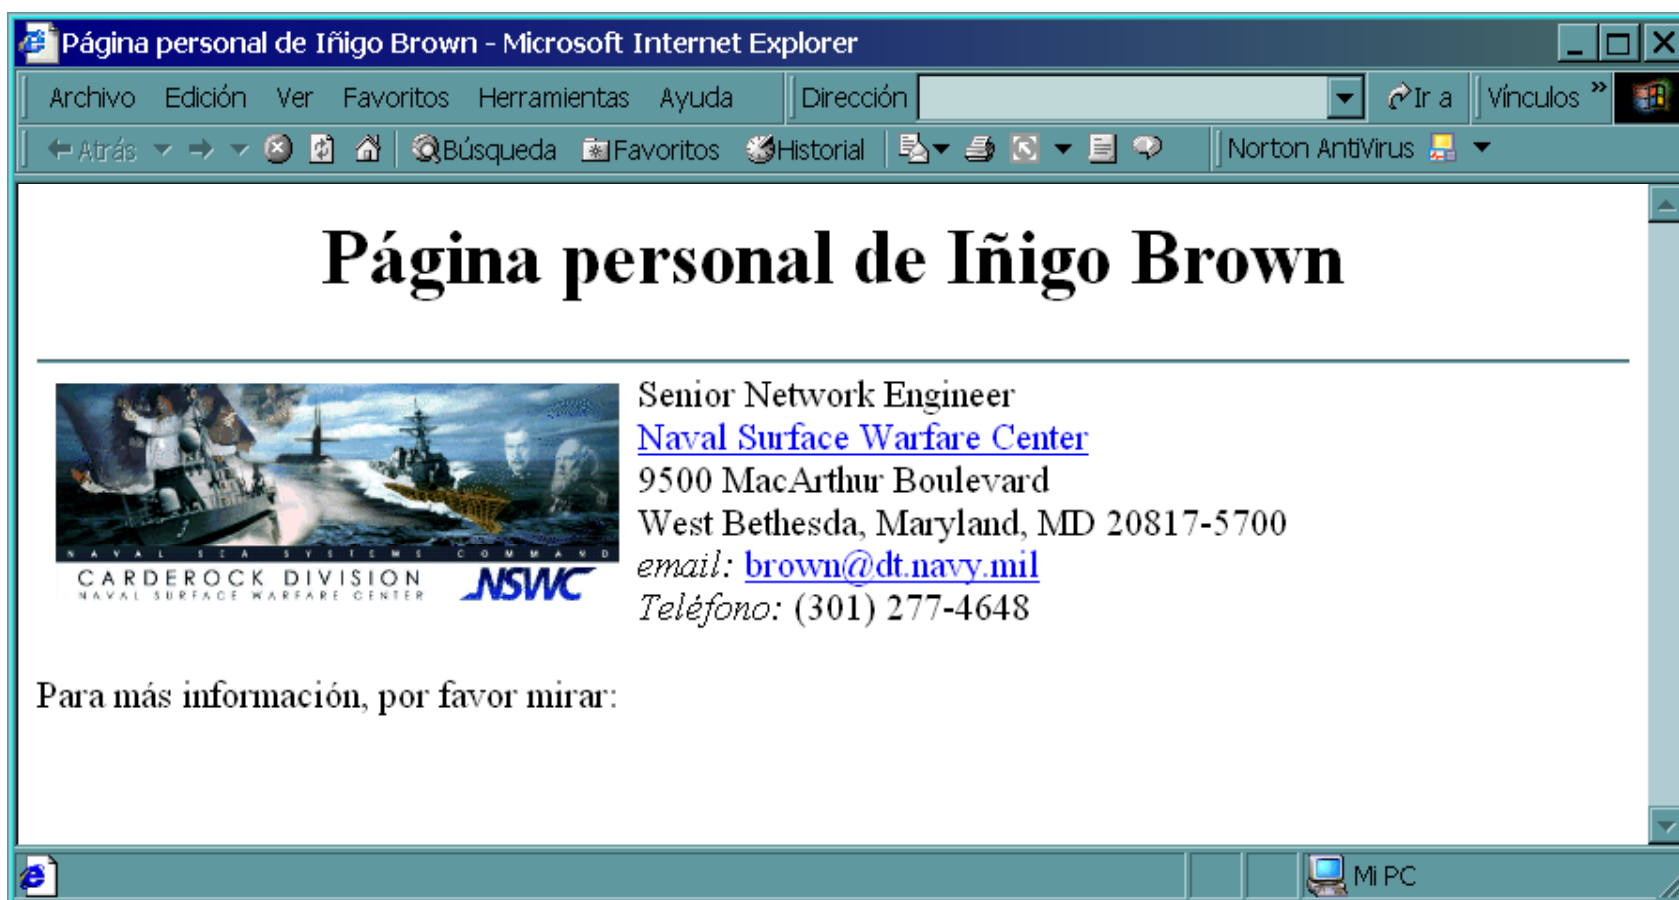 Página personal de Iñigo Brown - Microsoft Internet Explorer
Archivo Edición Ver Favoritos Herramientas Ayuda Dirección Ir a Vínculos »
Atrás Búsqueda Favoritos Historial Norton AntiVirus
Página personal de Iñigo Brown
Senior Network Engineer
Naval Surface Warfare Center
9500 MacArthur Boulevard
West Bethesda, Maryland, MD 20817-5700
email: brown@dt.navy.mil
Teléfono: (301) 277-4648
NAVAL SEA SYSTEMS COMMAND
CARDEROCK DIVISION
NAVAL SURFACE WARFARE CENTER
NSWC
Para más información, por favor mirar:
Mi PC